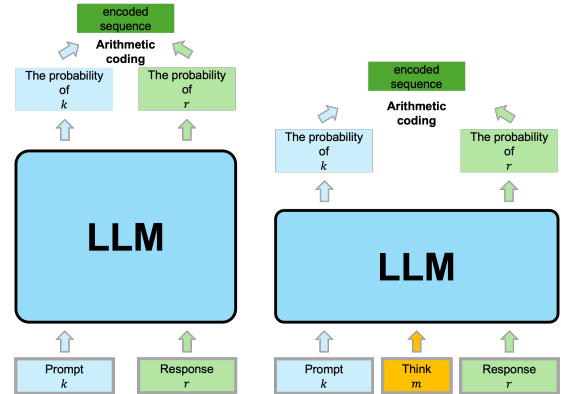 encoded
sequence
Arithmetic
coding
The probability
of
k
The probability
of
r
LLM
Prompt
k
Response
r
encoded
sequence
Arithmetic
coding
The probability
of
k
The probability
of
r
LLM
Prompt
k
Think
m
Response
r